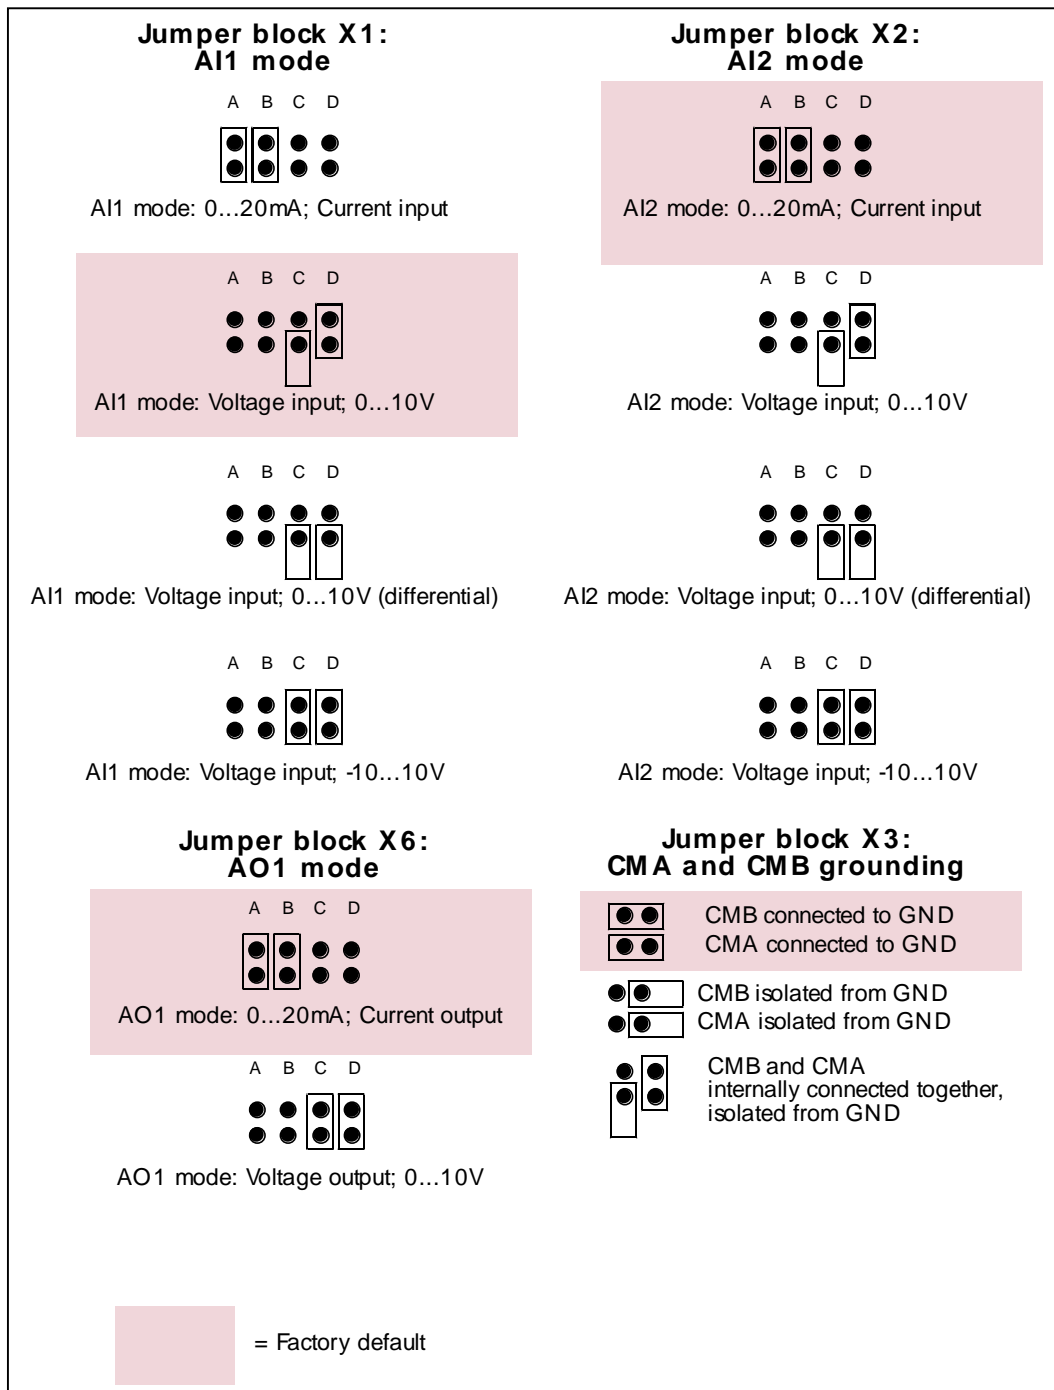 Jumper block X1:
AI1 mode
A B C D
AI1 mode: 0...20mA; Current input
A B C D
AI1 mode: Voltage input; 0...10V
A B C D
AI1 mode: Voltage input; 0...10V (differential)
A B C D
AI1 mode: Voltage input; -10...10V
Jumper block X2:
AI2 mode
A B C D
AI2 mode: 0...20mA; Current input
A B C D
AI2 mode: Voltage input; 0...10V
A B C D
AI2 mode: Voltage input; 0...10V (differential)
A B C D
AI2 mode: Voltage input; -10...10V
Jumper block X6:
AO1 mode
A B C D
AO1 mode: 0...20mA; Current output
A B C D
AO1 mode: Voltage output; 0...10V
Jumper block X3:
CMA and CMB grounding
CMB connected to GND
CMA connected to GND
CMB isolated from GND
CMA isolated from GND
CMB and CMA
internally connected together,
isolated from GND
= Factory default